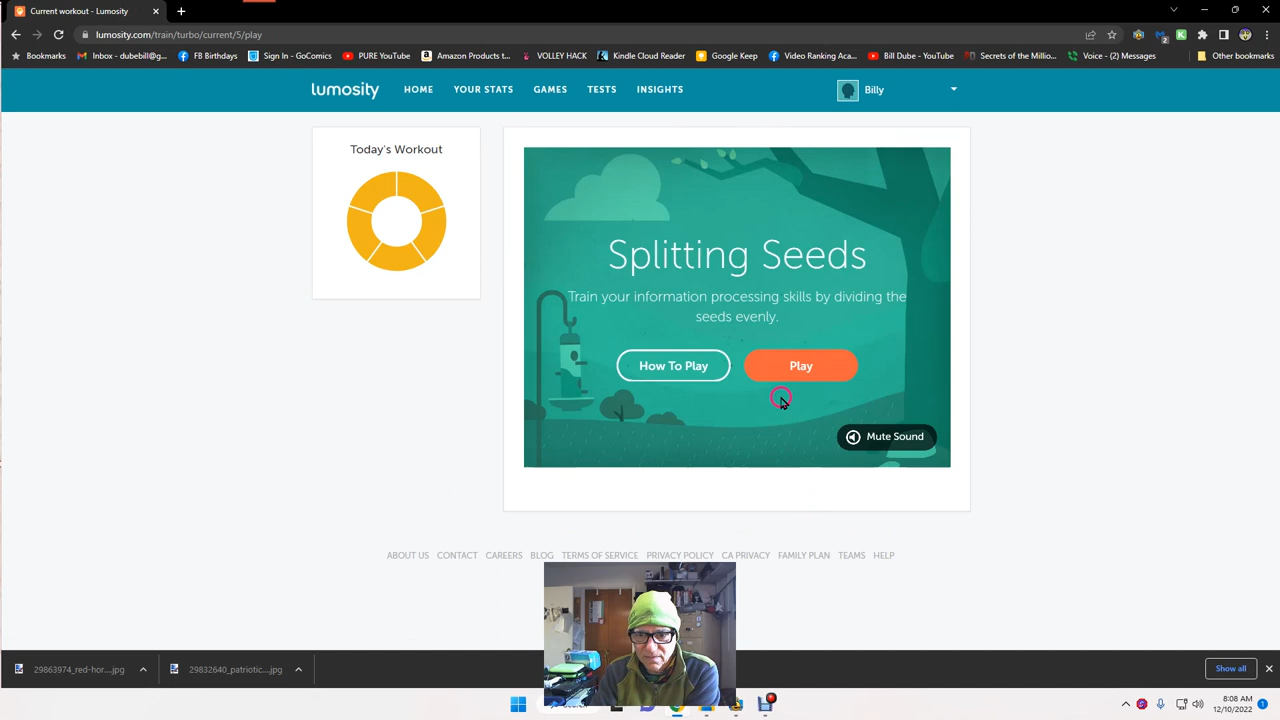 Current workout - Lumosity
lumosity.com/train/turbo/current/5/play
Bookmarks
Inbox - dubebill@g...
FB Birthdays
Sign In - GoComics
PURE YouTube
Amazon Products t...
VOLLEY HACK
Kindle Cloud Reader
Google Keep
Video Ranking Aca...
Bill Dube - YouTube
Secrets of the Millio...
Voice - (2) Messages
Other bookmarks
lumosity
HOME
YOUR STATS
GAMES
TESTS
INSIGHTS
Billy
Today's Workout
Splitting Seeds
Train your information processing skills by dividing the
seeds evenly.
How To Play
Play
Mute Sound
ABOUT US
CONTACT
CAREERS
BLOG
TERMS OF SERVICE
PRIVACY POLICY
CA PRIVACY
FAMILY PLAN
TEAMS
HELP
29863974_red-hor....jpg
29832640_patriotic....jpg
Show all
8:08 AM
12/10/2022